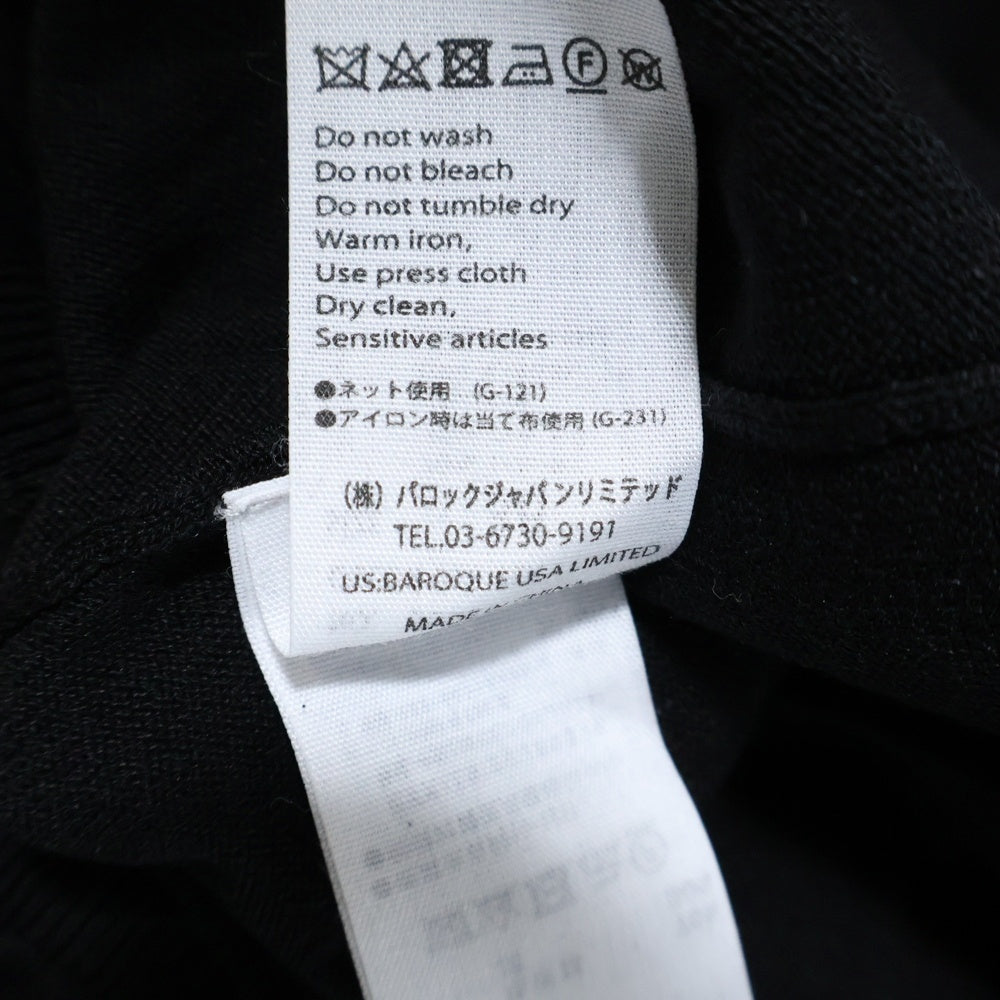 F W
Do not wash
Do not bleach
Do not tumble dry
Warm iron,
Use press cloth
Dry clean,
Sensitive articles
●ネット使用 (G-121)
●アイロン時は当て布使用 (G-231)
(株) バロックジャパンリミテッド
TEL.03-6730-9191
US:BAROQUE USA LIMITED
MADE IN CHINA